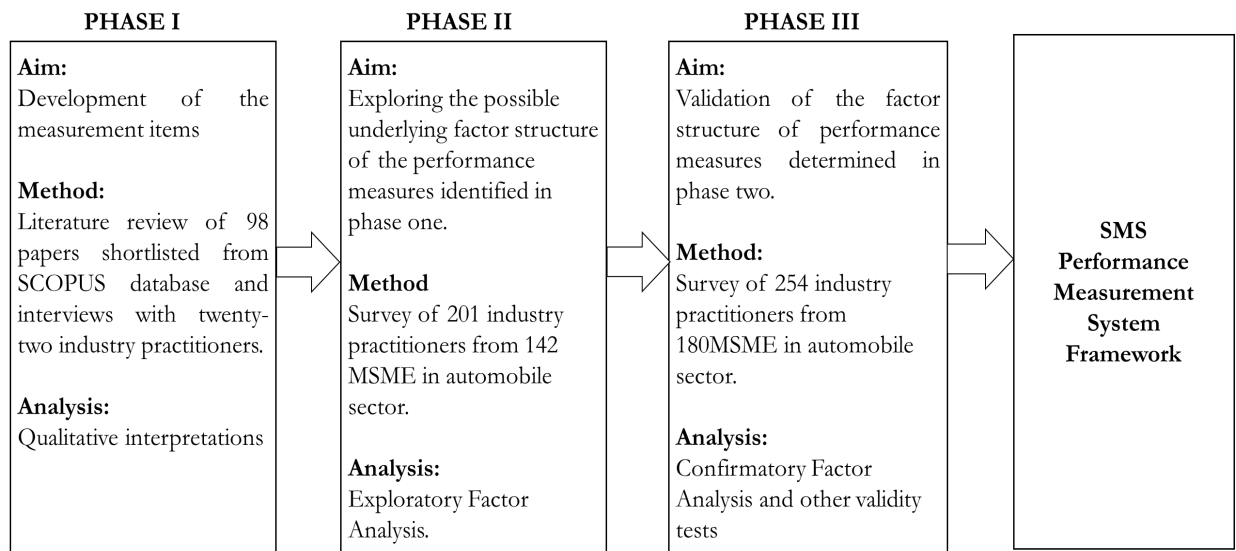 PHASE I
Aim:
Development of the
measurement items
Method:
Literature review of 98
papers shortlisted from
SCOPUS database and
interviews with twenty-
two industry practitioners.
Analysis:
Qualitative interpretations
PHASE II
Aim:
Exploring the possible
underlying factor structure
of the performance
measures identified in
phase one.
Method
Survey of 201 industry
practitioners from 142
MSME in automobile
sector.
Analysis:
Exploratory Factor
Analysis.
PHASE III
Aim:
Validation of the factor
structure of performance
measures determined in
phase two.
Method:
Survey of 254 industry
practitioners from
180MSME in automobile
sector.
Analysis:
Confirmatory Factor
Analysis and other validity
tests
SMS
Performance
Measurement
System
Framework